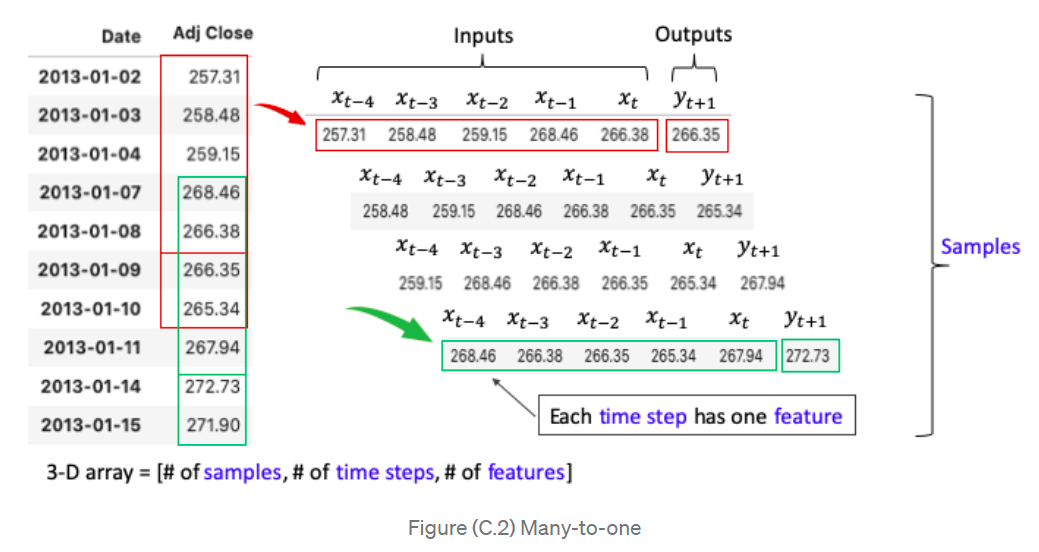 Date Adj Close
2013-01-02 257.31
2013-01-03 258.48
2013-01-04 259.15
2013-01-07 268.46
2013-01-08 266.38
2013-01-09 266.35
2013-01-10 265.34
2013-01-11 267.94
2013-01-14 272.73
2013-01-15 271.90
Inputs Outputs
xₜ₋₄ xₜ₋₃ xₜ₋₂ xₜ₋₁ xₜ yₜ₊₁
257.31 258.48 259.15 268.46 266.38 266.35
xₜ₋₄ xₜ₋₃ xₜ₋₂ xₜ₋₁ xₜ yₜ₊₁
258.48 259.15 268.46 266.38 266.35 265.34
xₜ₋₄ xₜ₋₃ xₜ₋₂ xₜ₋₁ xₜ yₜ₊₁
259.15 268.46 266.38 266.35 265.34 267.94
xₜ₋₄ xₜ₋₃ xₜ₋₂ xₜ₋₁ xₜ yₜ₊₁
268.46 266.38 266.35 265.34 267.94 272.73
Samples
Each time step has one feature
3-D array = [# of samples, # of time steps, # of features]
Figure (C.2) Many-to-one